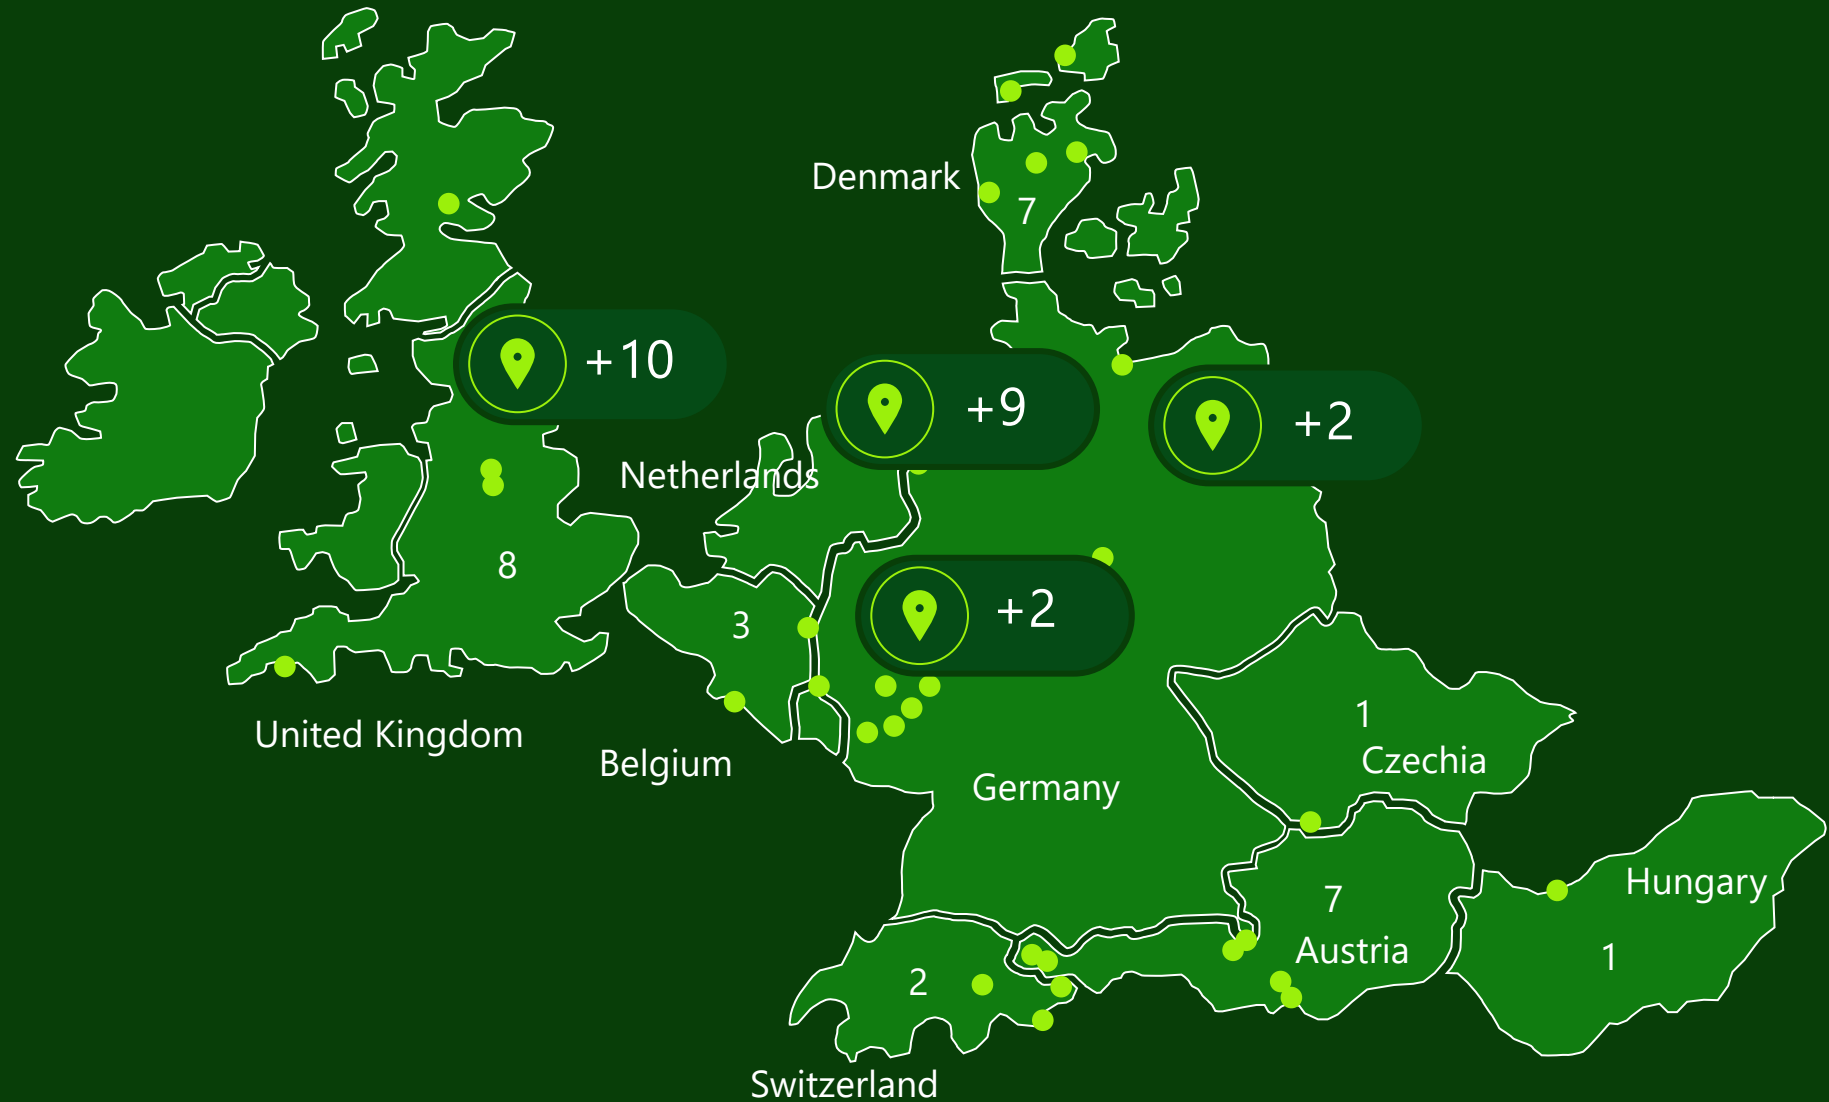 Denmark
7
+10
+9
+2
Netherlands
8
+2
3
United Kingdom
Belgium
1
Czechia
Germany
Hungary
7
Austria
1
2
Switzerland